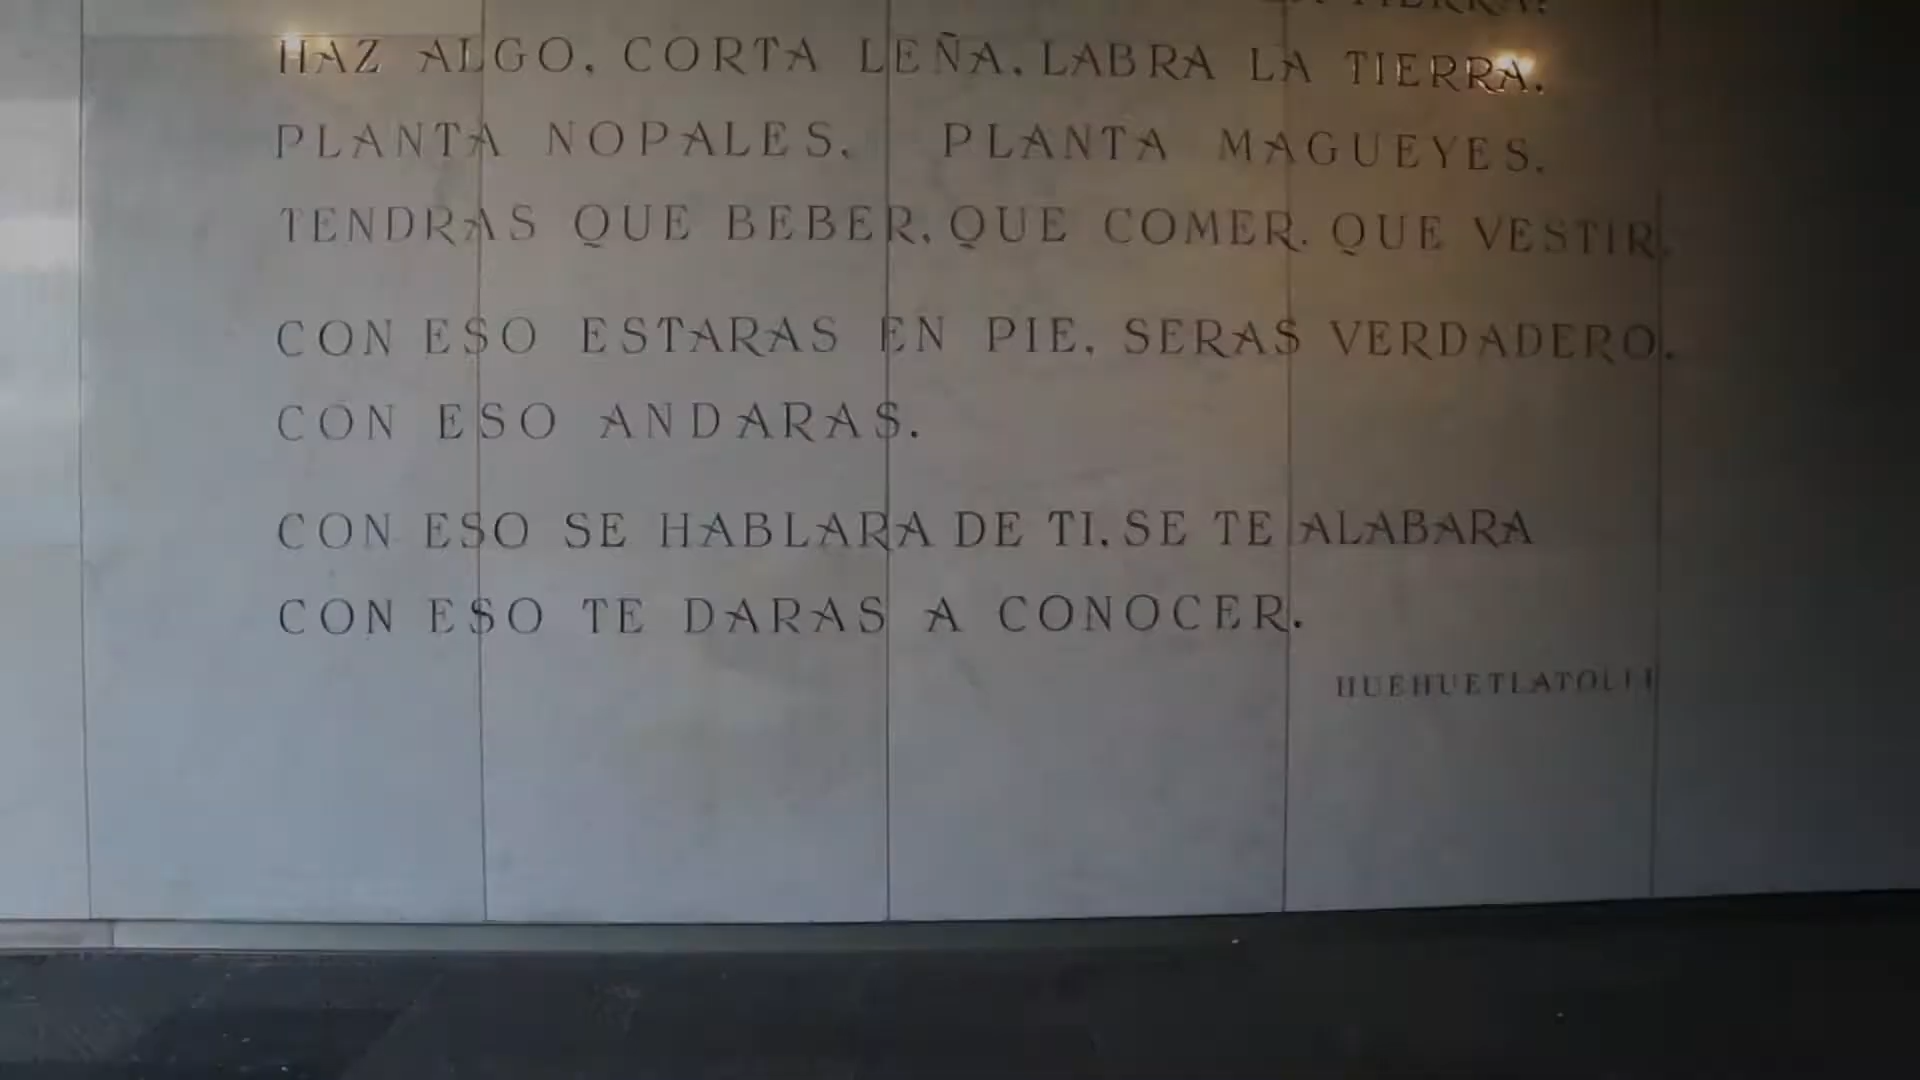 TIERRA.
HAZ ALGO, CORTA LEÑA, LABRA LA TIERRA,
PLANTA NOPALES, PLANTA MAGUEYES,
TENDRAS QUE BEBER, QUE COMER, QUE VESTIR.
CON ESO ESTARAS EN PIE, SERAS VERDADERO,
CON ESO ANDARAS.
CON ESO SE HABLARA DE TI, SE TE ALABARA
CON ESO TE DARAS A CONOCER.
HUEHUETLATOLLI